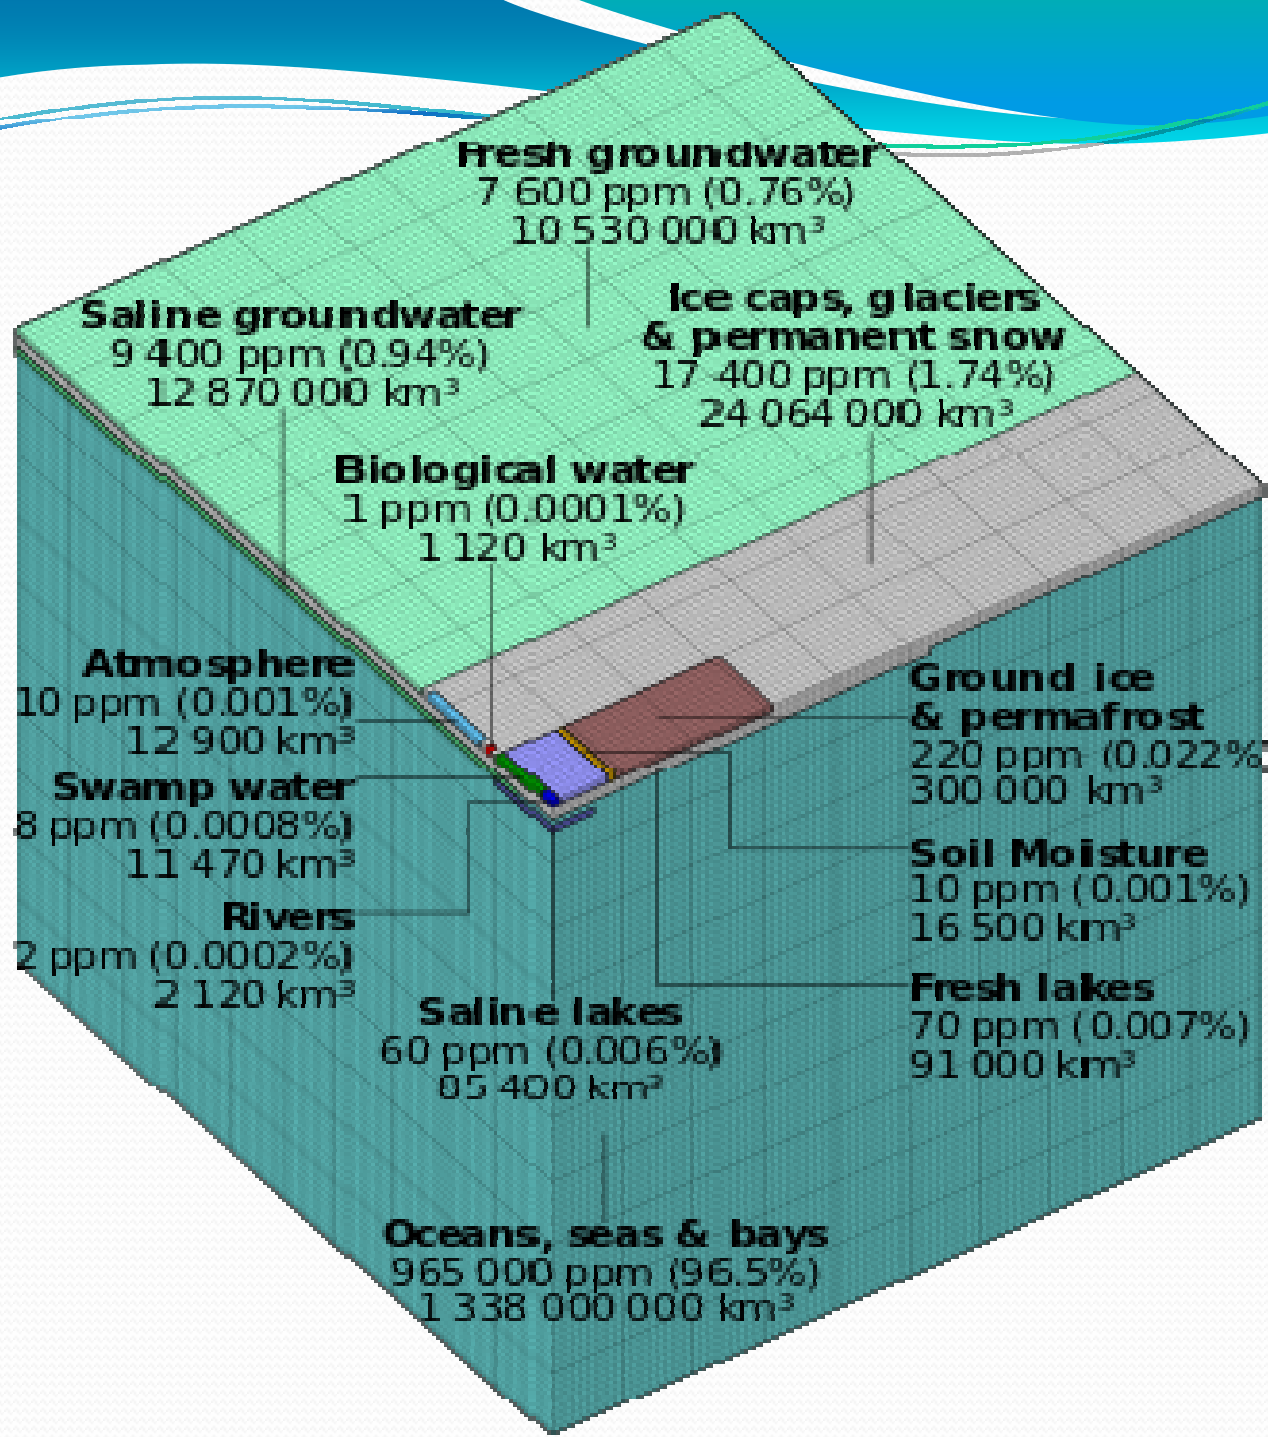 Fresh groundwater
7 600 ppm (0.76%)
10 530 000 km³
Saline groundwater
9 400 ppm (0.94%)
12 870 000 km³
Ice caps, glaciers
& permanent snow
17 400 ppm (1.74%)
24 064 000 km³
Biological water
1 ppm (0.0001%)
1 120 km³
Atmosphere
10 ppm (0.001%)
12 900 km³
Swamp water
8 ppm (0.0008%)
11 470 km³
Rivers
2 ppm (0.0002%)
2 120 km³
Ground ice
& permafrost
220 ppm (0.022%
300 000 km³
Soil Moisture
10 ppm (0.001%)
16 500 km³
Fresh lakes
70 ppm (0.007%)
91 000 km³
Saline lakes
60 ppm (0.006%)
85 400 km³
Oceans, seas & bays
965 000 ppm (96.5%)
1 338 000 000 km³